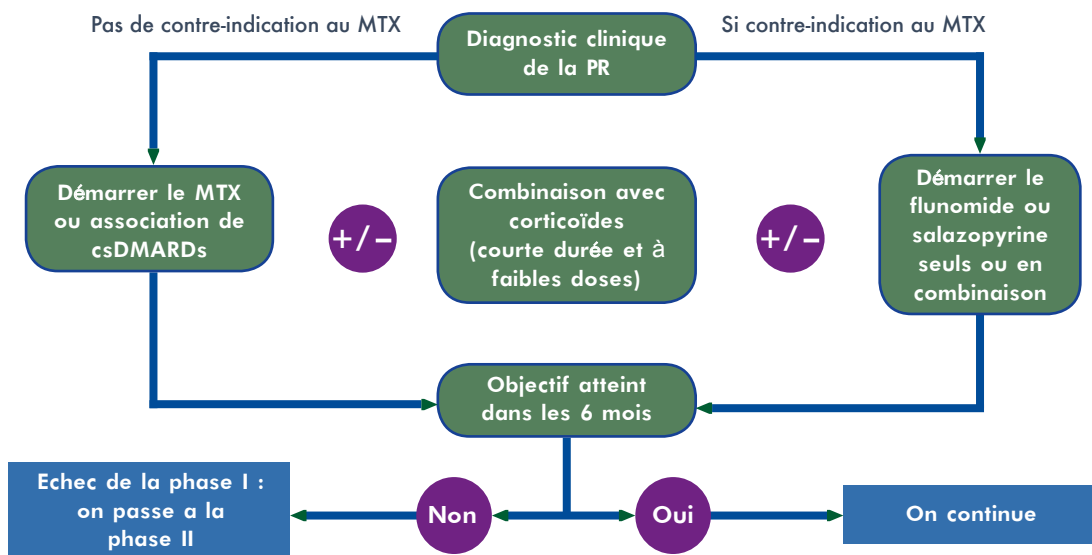 Pas de contre-indication au MTX
Si contre-indication au MTX
Diagnostic clinique
de la PR
Démarrer le MTX
ou association de
csDMARDs
+/-
Combinaison avec
corticoïdes
(courte durée et à
faibles doses)
+/-
Démarrer le
flunomide ou
salazopyrine
seuls ou en
combinaison
Objectif atteint
dans les 6 mois
Echec de la phase I :
on passe a la
phase II
Non
Oui
On continue